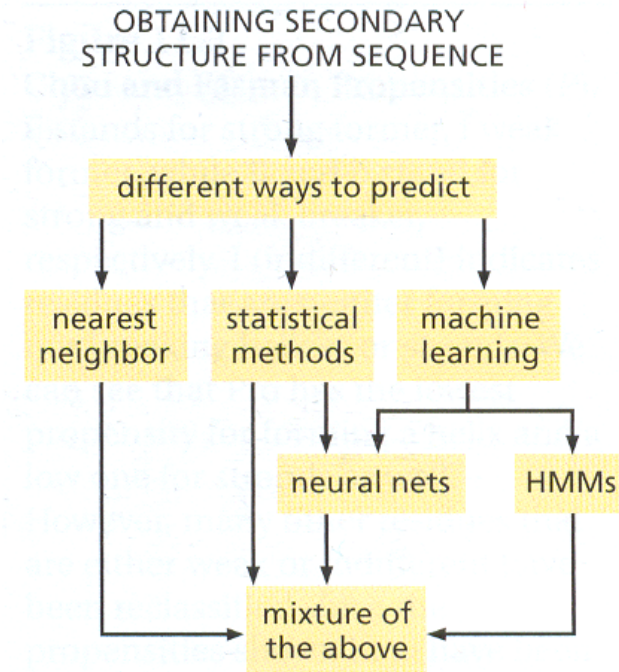 OBTAINING SECONDARY
STRUCTURE FROM SEQUENCE
different ways to predict
nearest
neighbor
statistical
methods
machine
learning
neural nets
HMMs
mixture of
the above